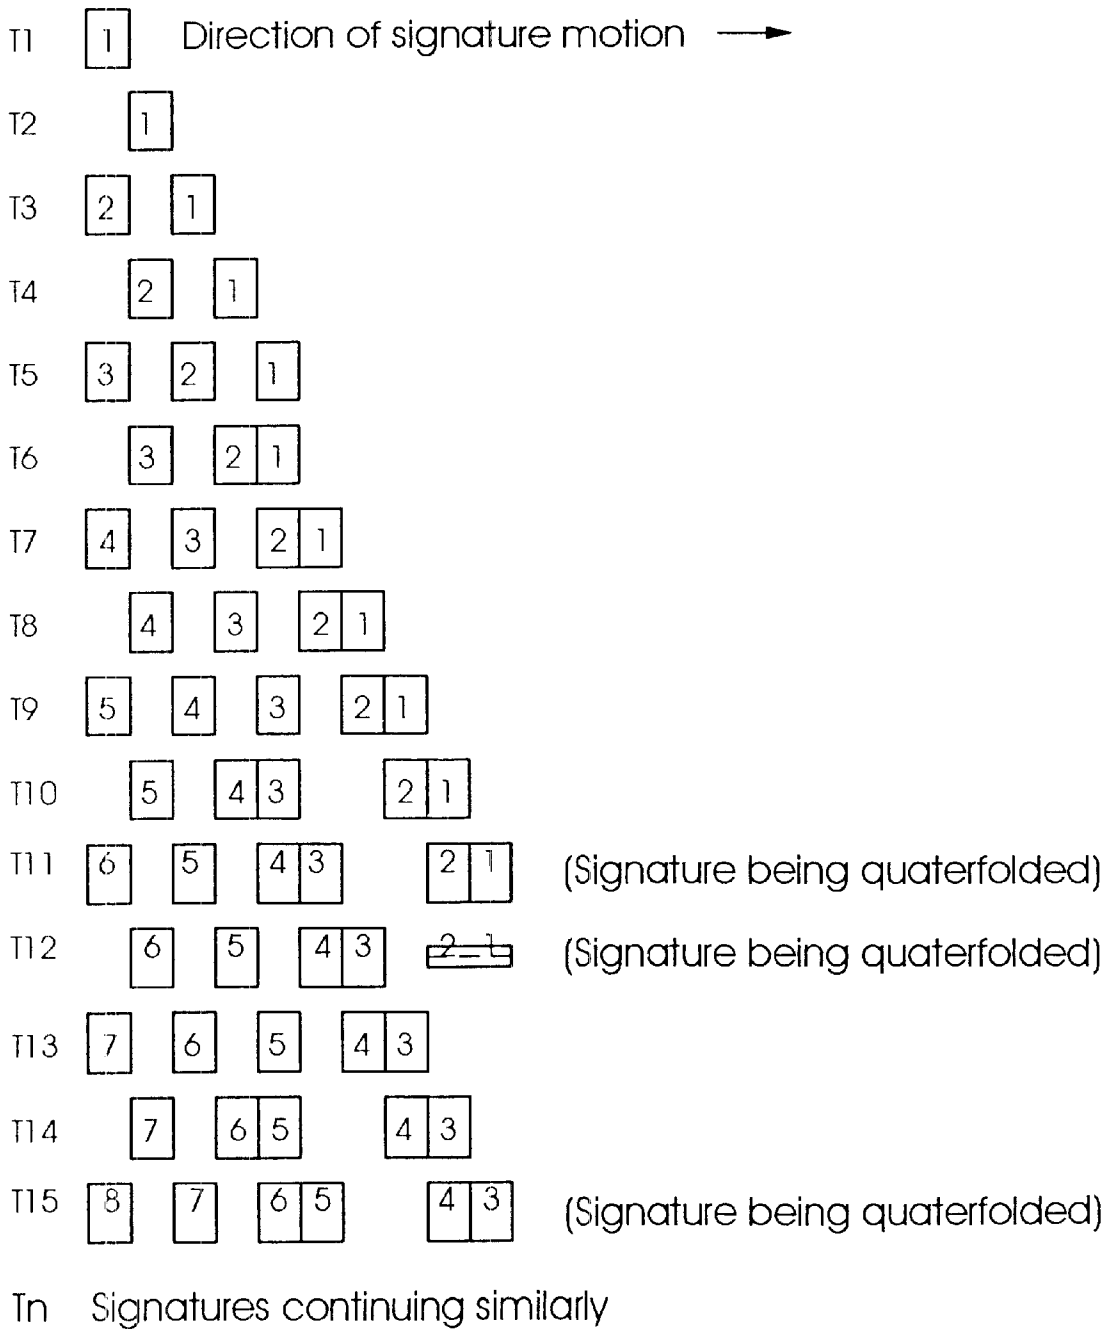 T1 1 Direction of signature motion
T2 1
T3 2 1
T4 2 1
T5 3 2 1
T6 3 2 1
T7 4 3 2 1
T8 4 3 2 1
T9 5 4 3 2 1
T10 5 4 3 2 1
T11 6 5 4 3 2 1 (Signature being quaterfolded)
T12 6 5 4 3 2 1 (Signature being quaterfolded)
T13 7 6 5 4 3
T14 7 6 5 4 3
T15 8 7 6 5 4 3 (Signature being quaterfolded)
Tn Signatures continuing similarly